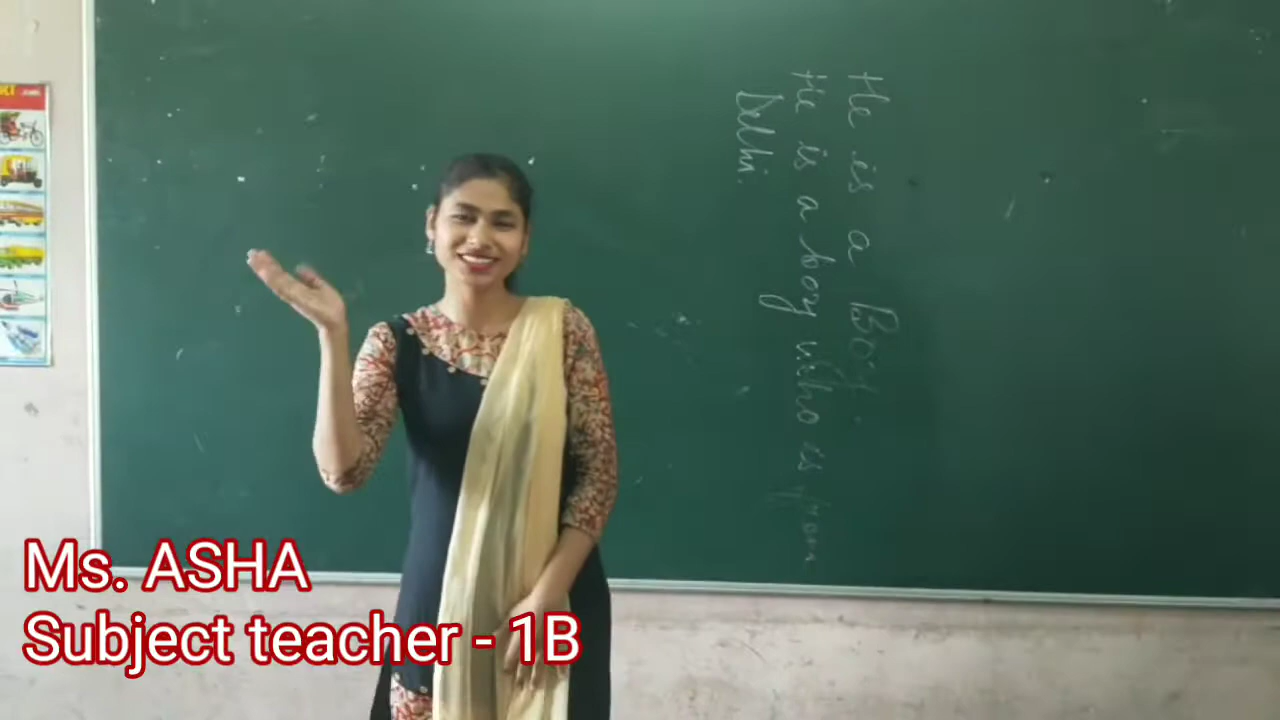 He is a Boy.
He is a boy who is from
Delhi.
Ms. ASHA
Subject teacher - 1B